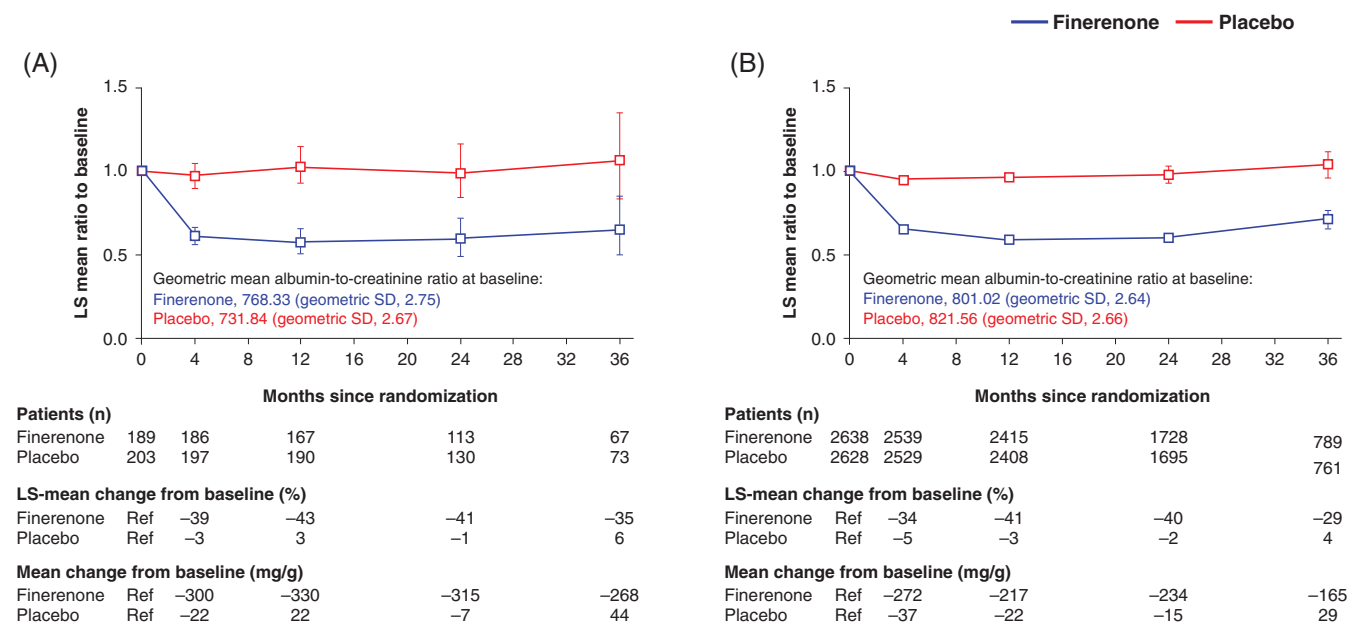 Finerenone Placebo
(A)
LS mean ratio to baseline
1.5
1.0
0.5
0.0
Geometric mean albumin-to-creatinine ratio at baseline:
Finerenone, 768.33 (geometric SD, 2.75)
Placebo, 731.84 (geometric SD, 2.67)
0 4 8 12 16 20 24 28 32 36
Months since randomization
Patients (n)
Finerenone 189 186 167 113 67
Placebo 203 197 190 130 73
LS-mean change from baseline (%)
Finerenone Ref –39 –43 –41 –35
Placebo Ref –3 3 –1 6
Mean change from baseline (mg/g)
Finerenone Ref –300 –330 –315 –268
Placebo Ref –22 22 –7 44
(B)
LS mean ratio to baseline
1.5
1.0
0.5
0.0
Geometric mean albumin-to-creatinine ratio at baseline:
Finerenone, 801.02 (geometric SD, 2.64)
Placebo, 821.56 (geometric SD, 2.66)
0 4 8 12 16 20 24 28 32 36
Months since randomization
Patients (n)
Finerenone 2638 2539 2415 1728 789
Placebo 2628 2529 2408 1695 761
LS-mean change from baseline (%)
Finerenone Ref –34 –41 –40 –29
Placebo Ref –5 –3 –2 4
Mean change from baseline (mg/g)
Finerenone Ref –272 –217 –234 –165
Placebo Ref –37 –22 –15 29